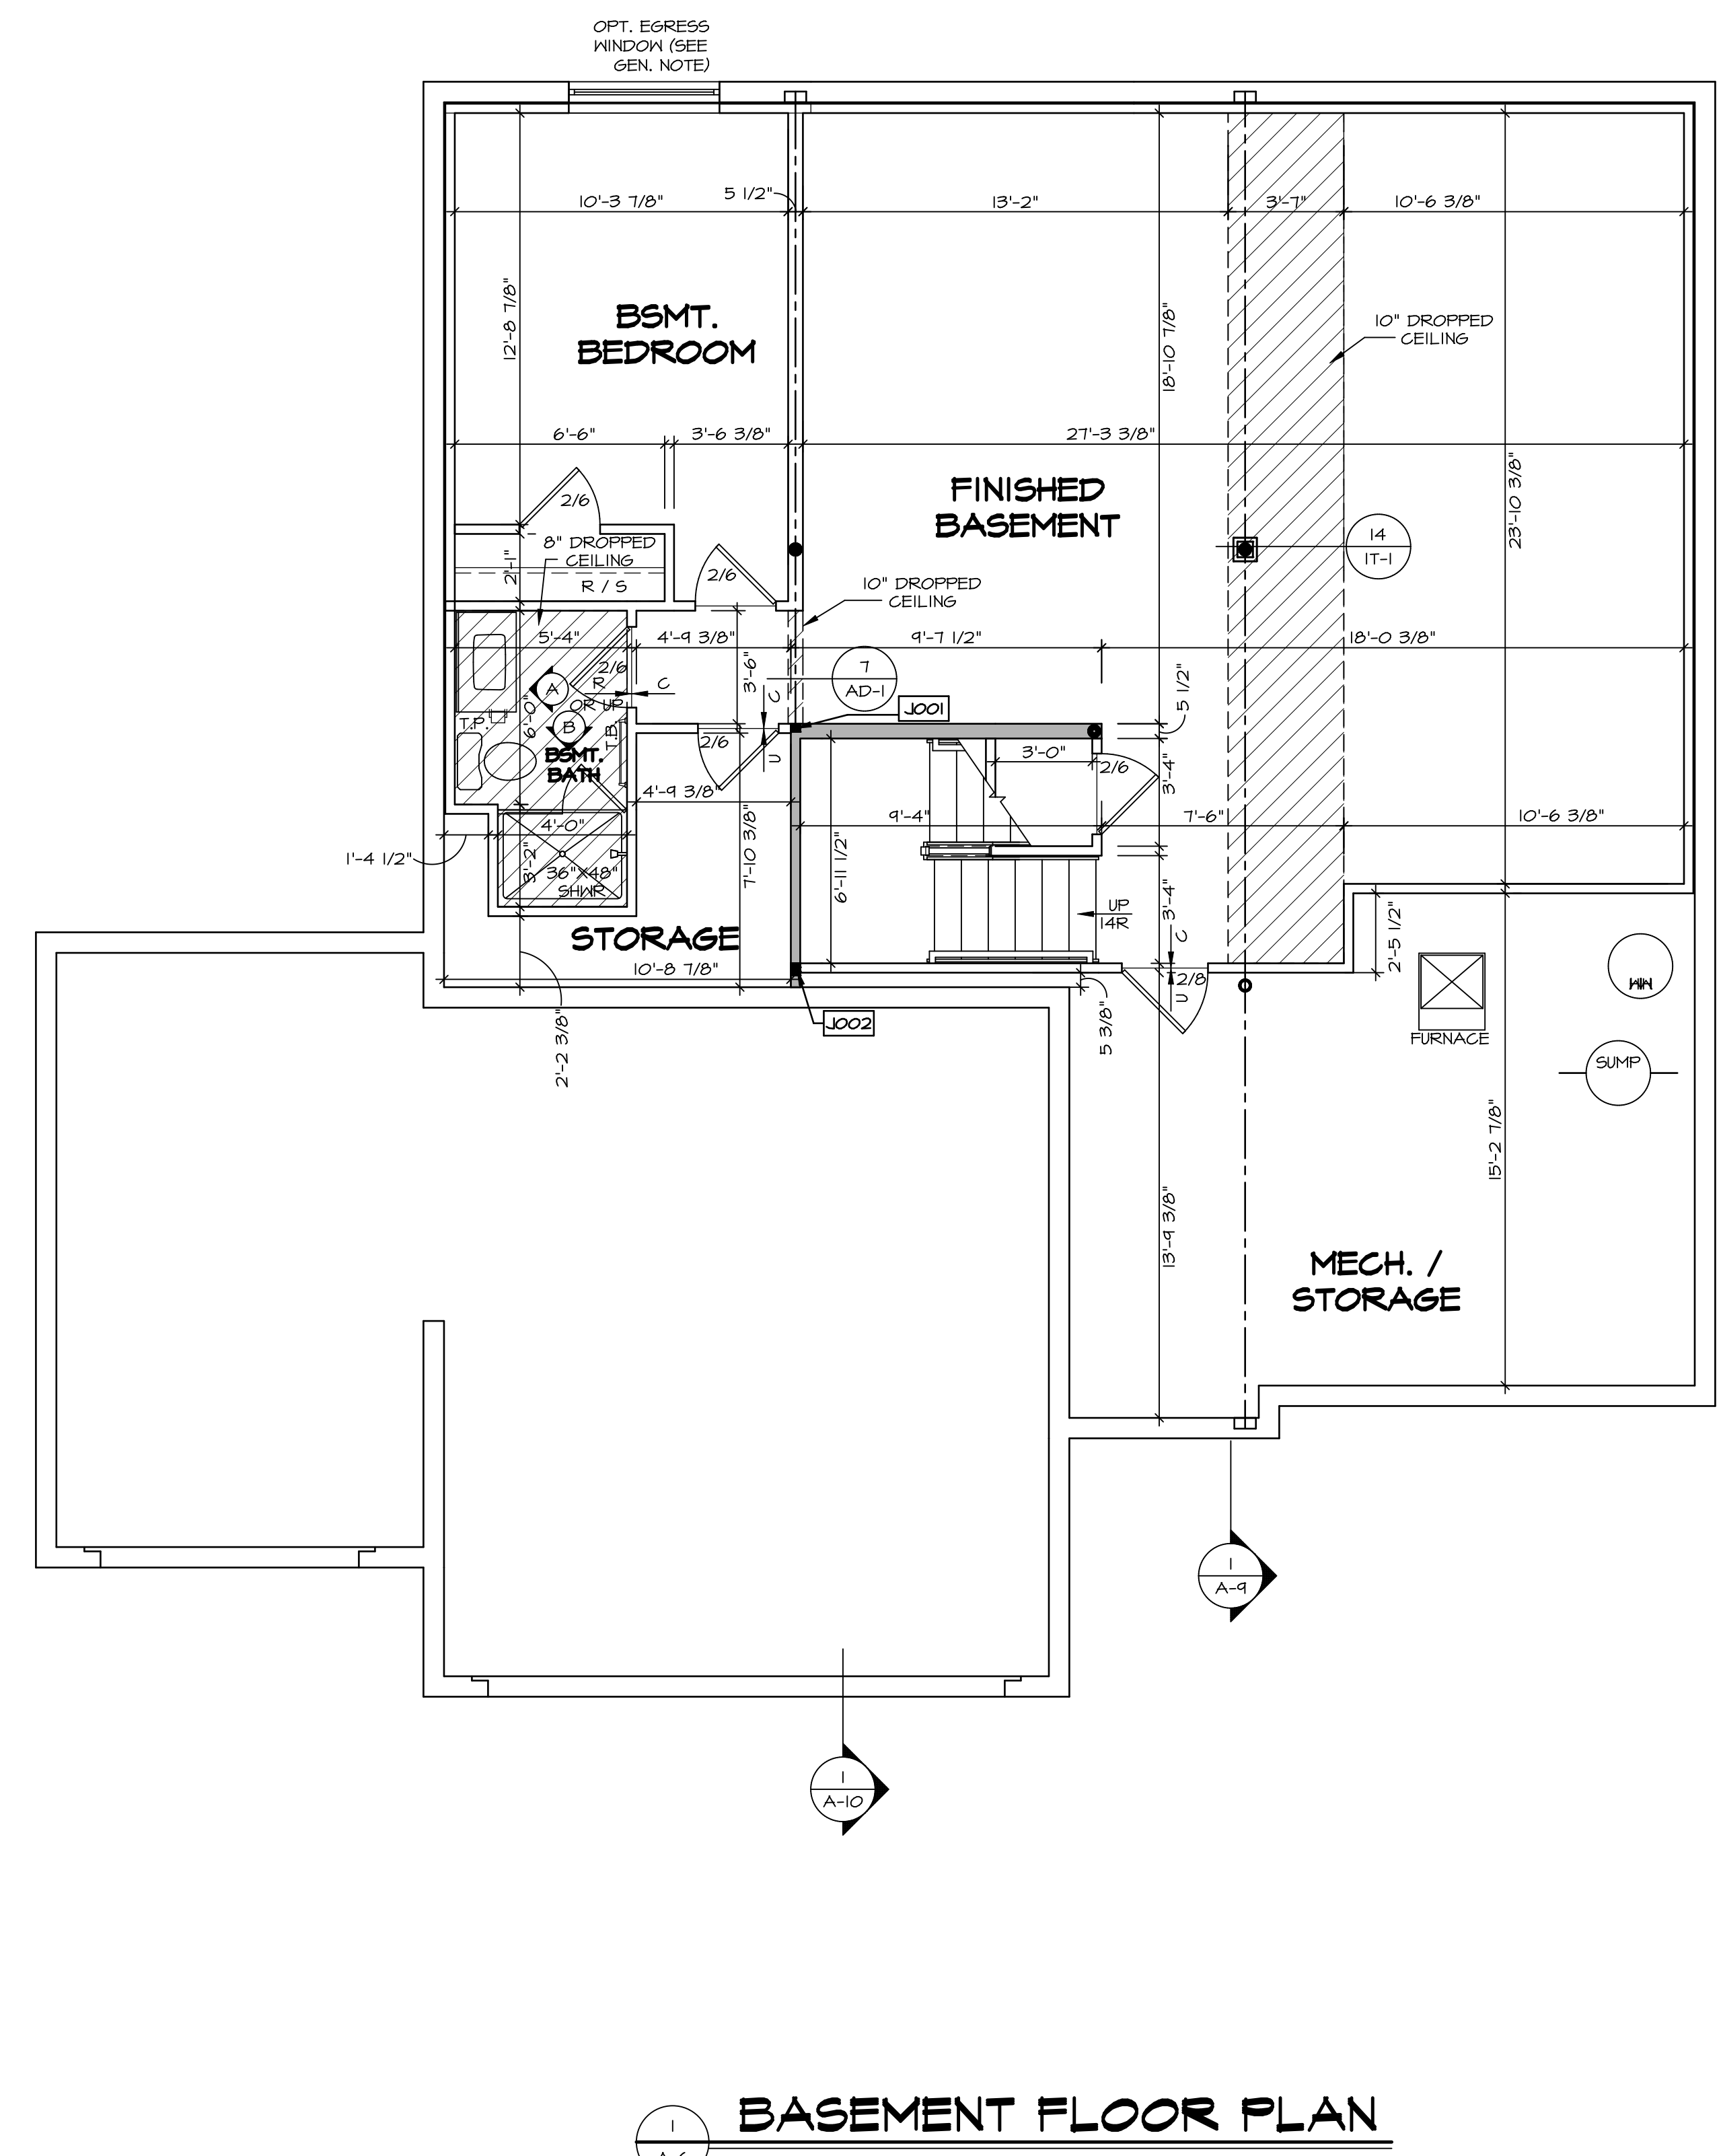 OPT. EGRESS
WINDOW (SEE
GEN. NOTE)
10'-3 7/8"
5 1/2"
13'-2"
3'-7"
10'-6 3/8"
12'-8 7/8"
BSMT.
BEDROOM
18'-10 7/8"
10" DROPPED
CEILING
6'-6"
3'-6 3/8"
27'-3 3/8"
23'-10 3/8"
FINISHED
BASEMENT
2/6
14
IT-1
8" DROPPED
CEILING
2'-1"
R / S
2/6
10" DROPPED
CEILING
5'-4"
4'-9 3/8"
9'-7 1/2"
18'-0 3/8"
2/6
R
C
OR UP
A
B
6'-0"
T.P.
T.B.
BSMT.
BATH
3'-6"
C
U
7
AD-1
J001
5 1/2"
2/6
3'-0"
2/6
3'-4"
4'-9 3/8"
9'-4"
7'-6"
10'-6 3/8"
4'-0"
1'-4 1/2"
3'-2"
36"X48"
SHWR
7'-10 3/8"
6'-11 1/2"
3'-4"
UP
14R
C
U
2/8
2'-5 1/2"
STORAGE
10'-8 7/8"
2'-2 3/8"
J002
5 3/8"
FURNACE
WH
SUMP
15'-2 7/8"
13'-9 3/8"
MECH. /
STORAGE
1
A-9
1
A-10
BASEMENT FLOOR PLAN
1